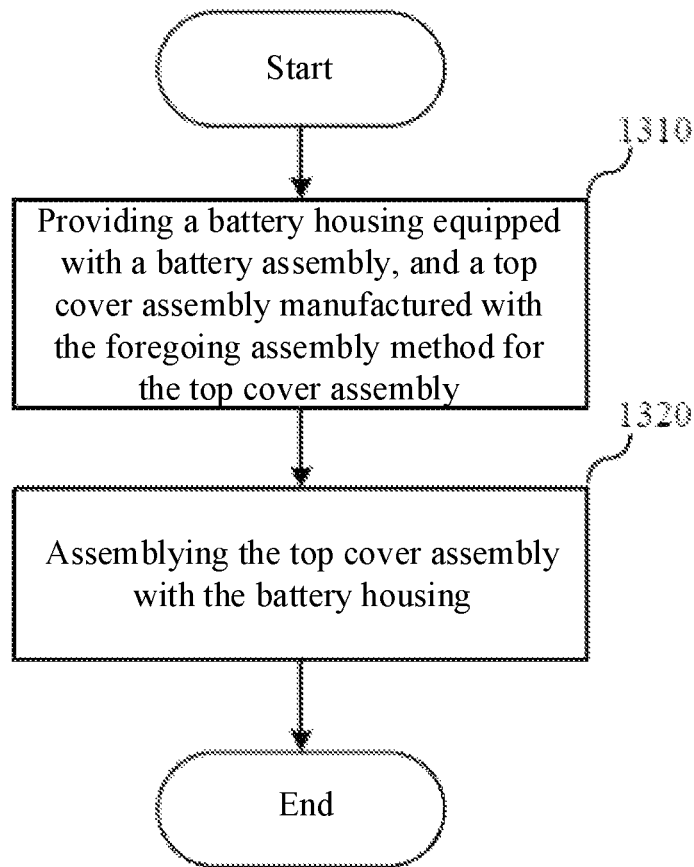 Start
1310
Providing a battery housing equipped
with a battery assembly, and a top
cover assembly manufactured with
the foregoing assembly method for
the top cover assembly
1320
Assemblying the top cover assembly
with the battery housing
End